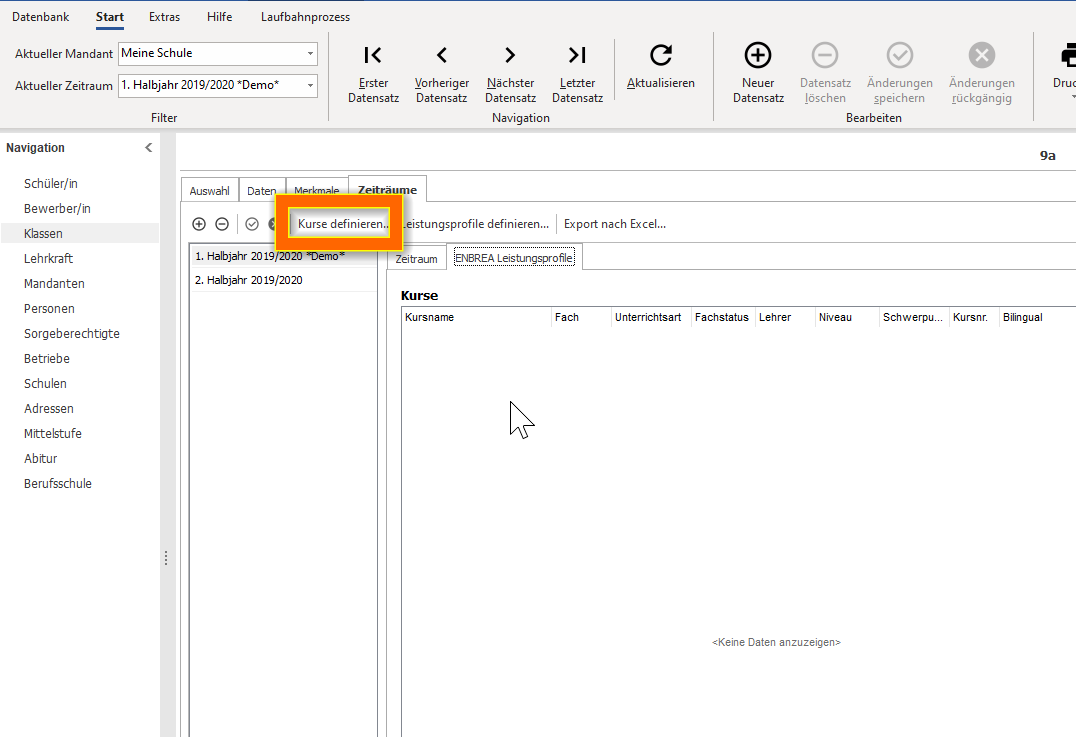 Datenbank Start Extras Hilfe Laufbahnprozess
Aktueller Mandant Meine Schule
Aktueller Zeitraum 1. Halbjahr 2019/2020 *Demo*
Filter
Erster Datensatz
Vorheriger Datensatz
Nächster Datensatz
Letzter Datensatz
Aktualisieren
Navigation
Neuer Datensatz
Datensatz löschen
Änderungen speichern
Änderungen rückgängig
Bearbeiten
Navigation
Schüler/in
Bewerber/in
Klassen
Lehrkraft
Mandanten
Personen
Sorgeberechtigte
Betriebe
Schulen
Adressen
Mittelstufe
Abitur
Berufsschule
9a
Auswahl Daten Merkmale Zeiträume
Kurse definieren... Leistungsprofile definieren... Export nach Excel...
1. Halbjahr 2019/2020 *Demo*
2. Halbjahr 2019/2020
Zeitraum ENBREA Leistungsprofile
Kurse
Kursname Fach Unterrichtsart Fachstatus Lehrer Niveau Schwerpu... Kursnr. Bilingual
<Keine Daten anzuzeigen>